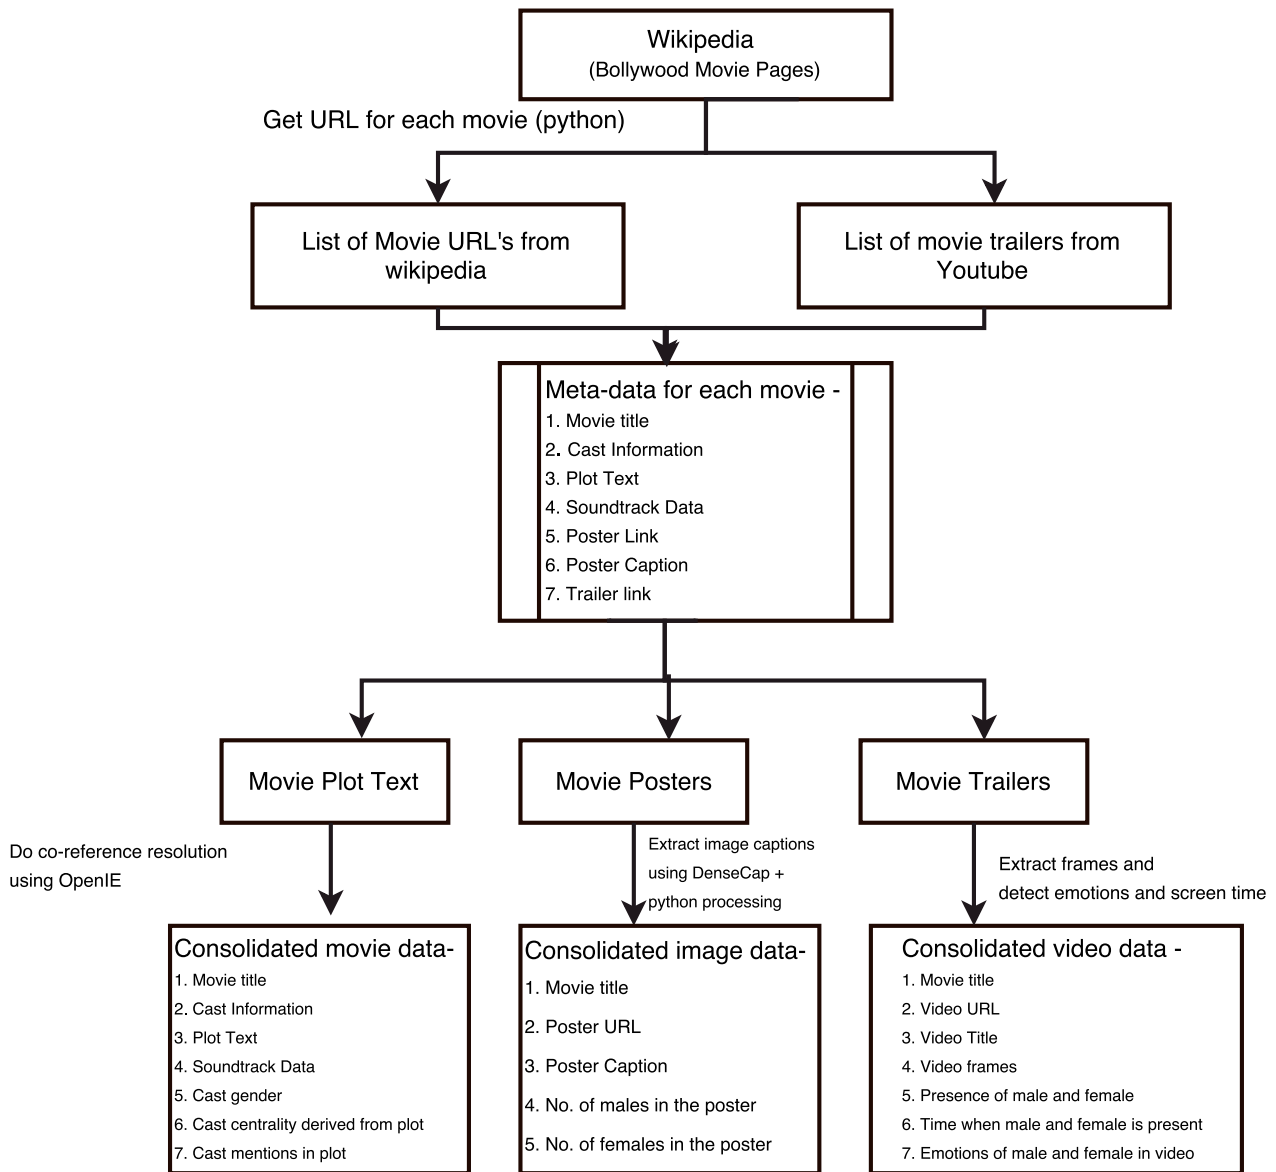 Wikipedia
(Bollywood Movie Pages)
Get URL for each movie (python)
List of Movie URL's from
wikipedia
List of movie trailers from
Youtube
Meta-data for each movie -
1. Movie title
2. Cast Information
3. Plot Text
4. Soundtrack Data
5. Poster Link
6. Poster Caption
7. Trailer link
Movie Plot Text
Movie Posters
Movie Trailers
Do co-reference resolution
using OpenIE
Extract image captions
using DenseCap +
python processing
Extract frames and
detect emotions and screen time
Consolidated movie data-
1. Movie title
2. Cast Information
3. Plot Text
4. Soundtrack Data
5. Cast gender
6. Cast centrality derived from plot
7. Cast mentions in plot
Consolidated image data-
1. Movie title
2. Poster URL
3. Poster Caption
4. No. of males in the poster
5. No. of females in the poster
Consolidated video data -
1. Movie title
2. Video URL
3. Video Title
4. Video frames
5. Presence of male and female
6. Time when male and female is present
7. Emotions of male and female in video